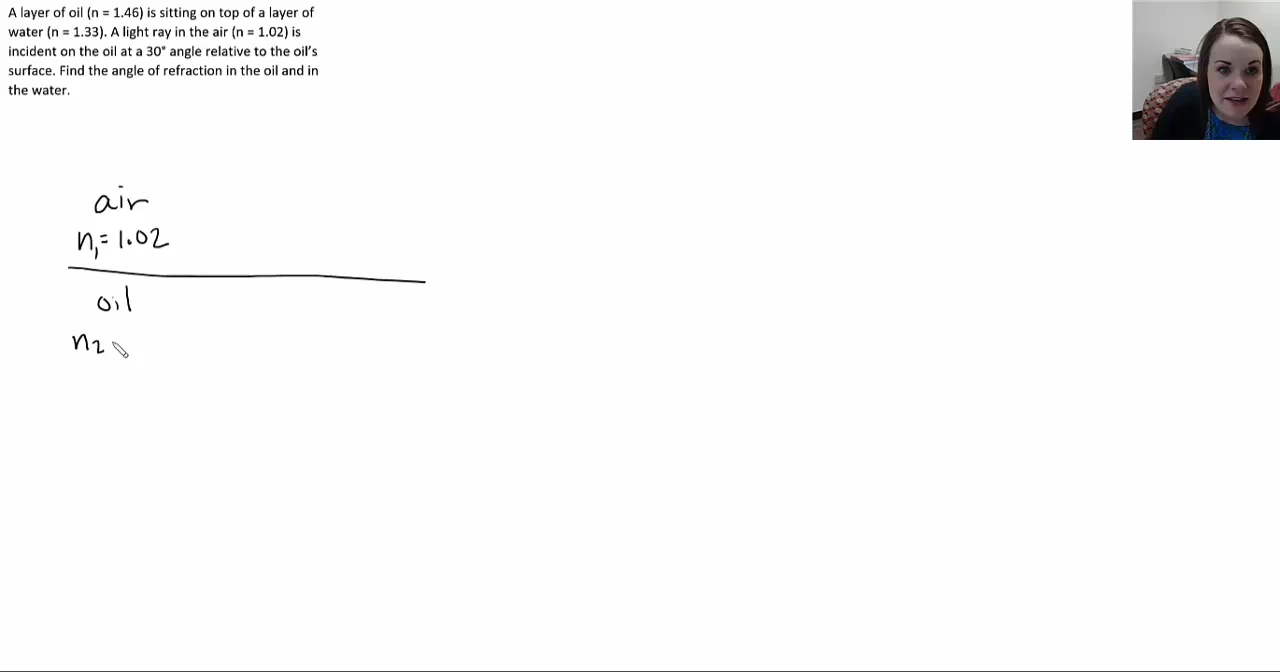 A layer of oil (n = 1.46) is sitting on top of a layer of
water (n = 1.33). A light ray in the air (n = 1.02) is
incident on the oil at a 30° angle relative to the oil's
surface. Find the angle of refraction in the oil and in
the water.
air
n₁ = 1.02
oil
n₂